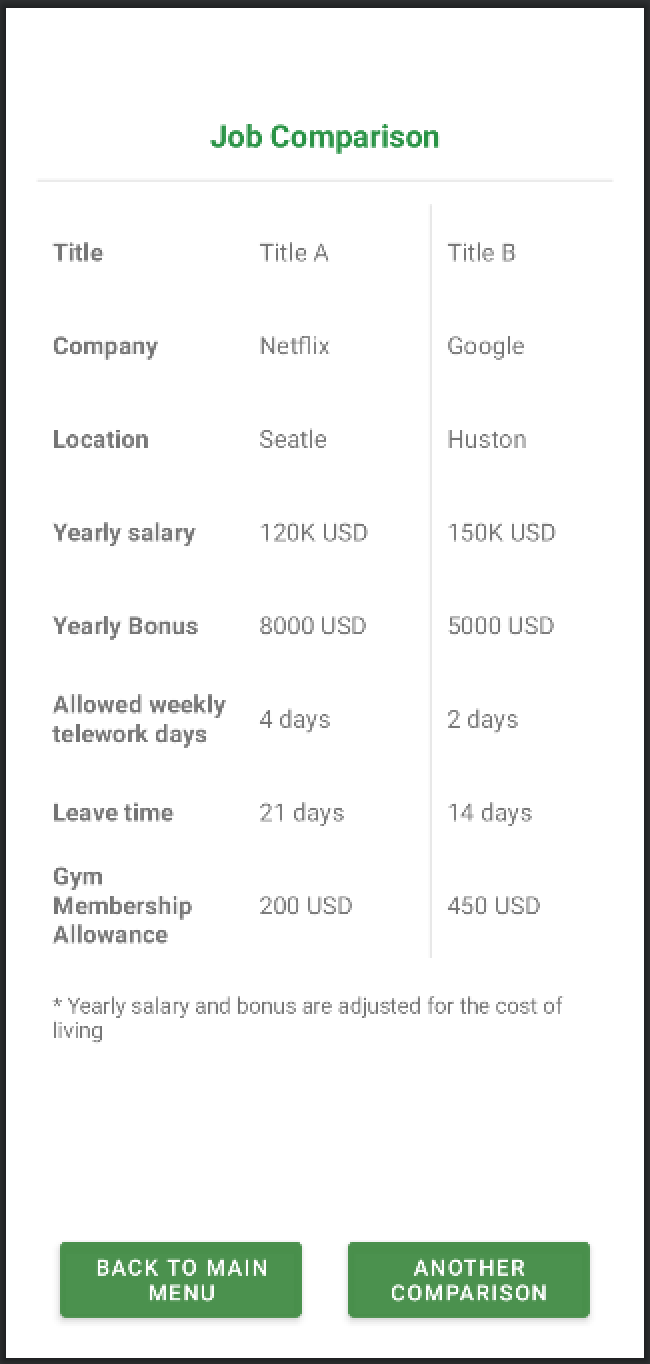 Job Comparison
Title Title A Title B
Company Netflix Google
Location Seatle Huston
Yearly salary 120K USD 150K USD
Yearly Bonus 8000 USD 5000 USD
Allowed weekly
telework days 4 days 2 days
Leave time 21 days 14 days
Gym
Membership 200 USD 450 USD
Allowance
* Yearly salary and bonus are adjusted for the cost of
living
BACK TO MAIN
MENU
ANOTHER
COMPARISON